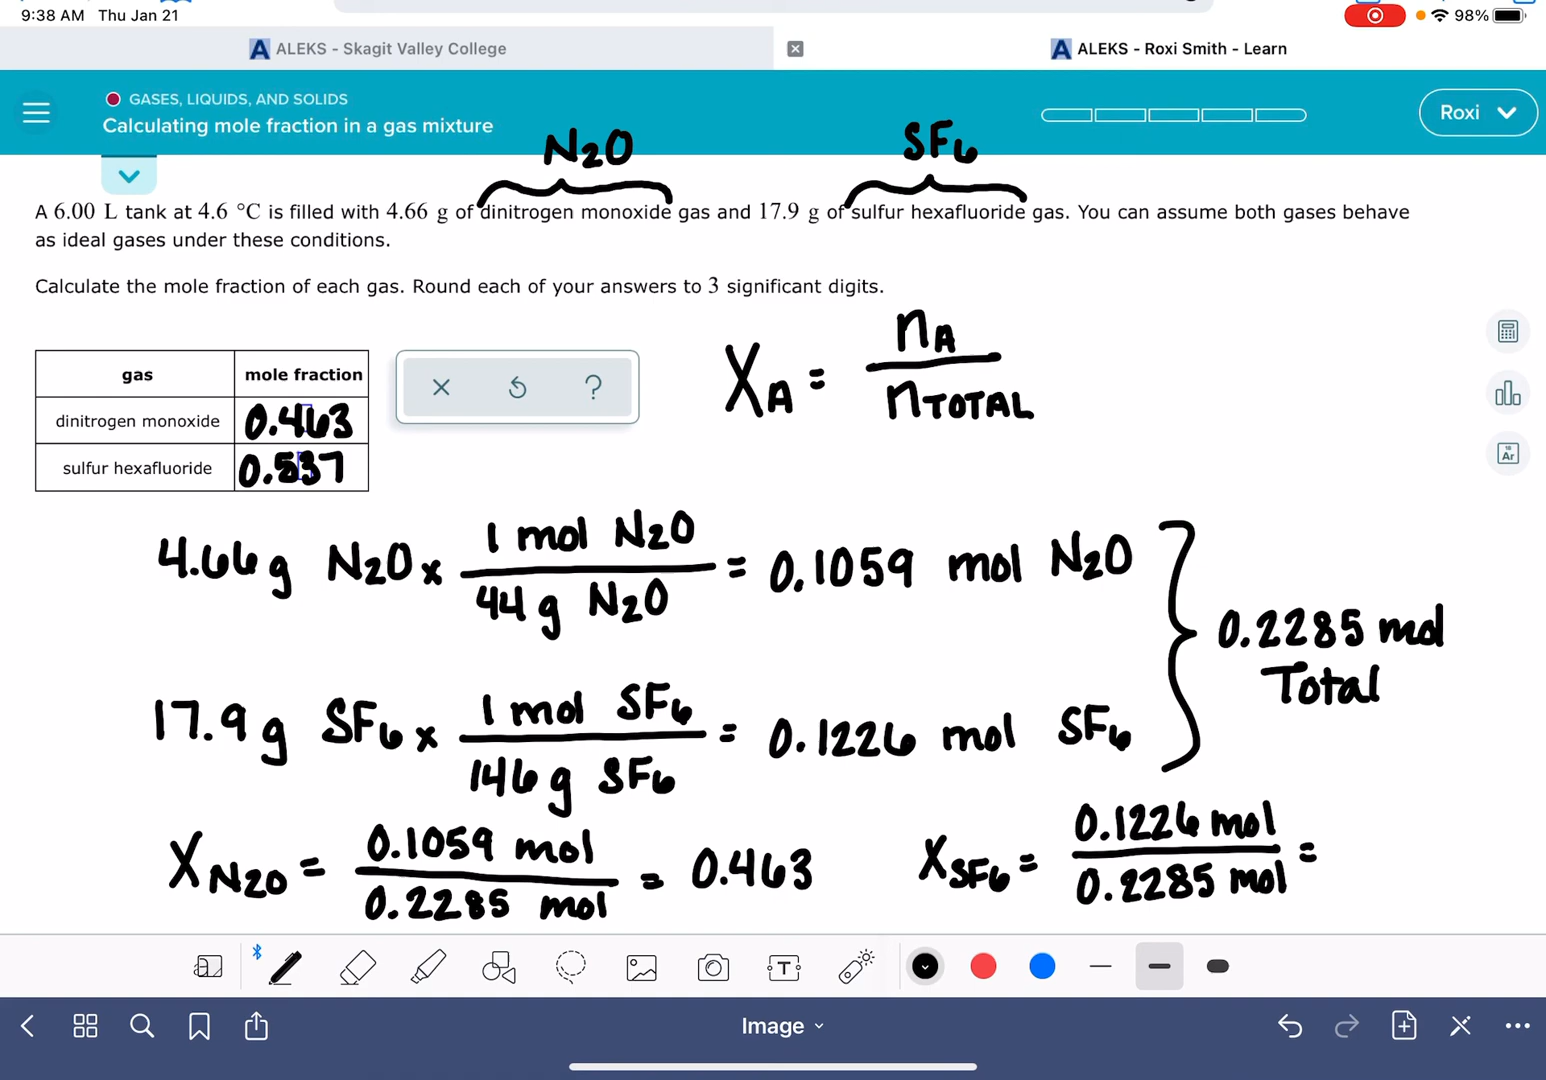 9:38 AM Thu Jan 21
98%
ALEKS - Skagit Valley College
ALEKS - Roxi Smith - Learn
GASES, LIQUIDS, AND SOLIDS
Calculating mole fraction in a gas mixture
Roxi
N2O
SF6
A 6.00 L tank at 4.6 °C is filled with 4.66 g of dinitrogen monoxide gas and 17.9 g of sulfur hexafluoride gas. You can assume both gases behave
as ideal gases under these conditions.
Calculate the mole fraction of each gas. Round each of your answers to 3 significant digits.
gas mole fraction
dinitrogen monoxide 0.463
sulfur hexafluoride 0.537
?
XA = nA / nTOTAL
Ar
4.66g N2O x 1 mol N2O / 44 g N2O = 0.1059 mol N2O
0.2285 mol
Total
17.9g SF6 x 1 mol SF6 / 146 g SF6 = 0.1226 mol SF6
XN2O = 0.1059 mol / 0.2285 mol = 0.463
XSF6 = 0.1226 mol / 0.2285 mol =
T
Image